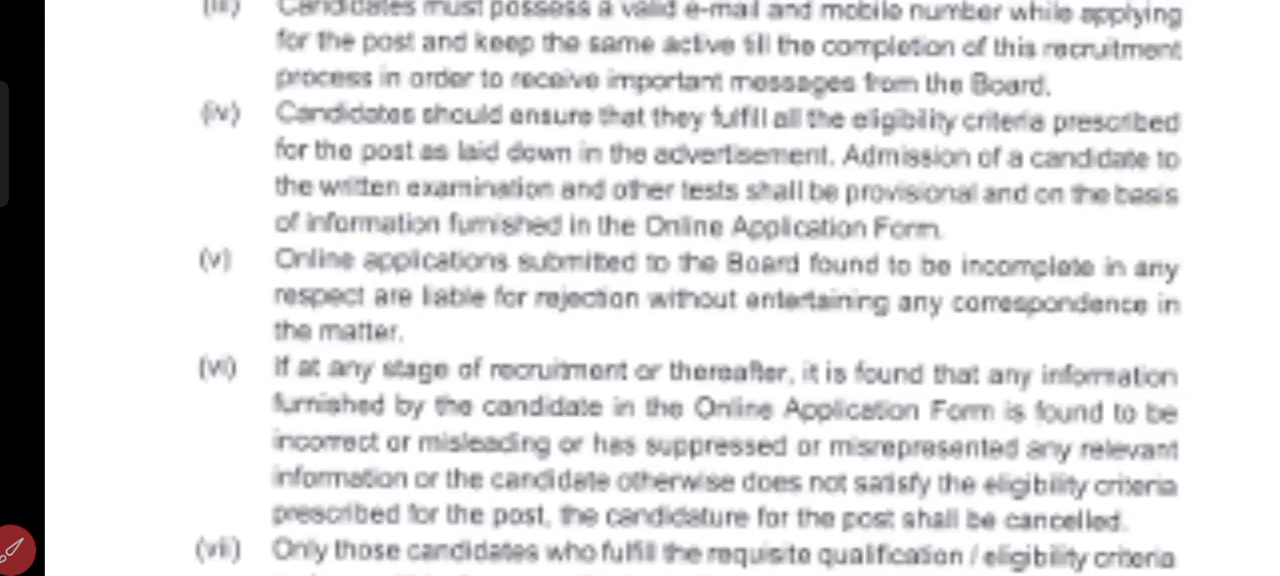 (iii) Candidates must possess a valid e-mail and mobile number while applying
for the post and keep the same active till the completion of this recruitment
process in order to receive important messages from the Board.
(iv) Candidates should ensure that they fulfill all the eligibility criteria prescribed
for the post as laid down in the advertisement. Admission of a candidate to
the written examination and other tests shall be provisional and on the basis
of information furnished in the Online Application Form.
(v) Online applications submitted to the Board found to be incomplete in any
respect are liable for rejection without entertaining any correspondence in
the matter.
(vi) If at any stage of recruitment or thereafter, it is found that any information
furnished by the candidate in the Online Application Form is found to be
incorrect or misleading or has suppressed or misrepresented any relevant
information or the candidate otherwise does not satisfy the eligibility criteria
prescribed for the post, the candidature for the post shall be cancelled.
(vii) Only those candidates who fulfill the requisite qualification / eligibility criteria